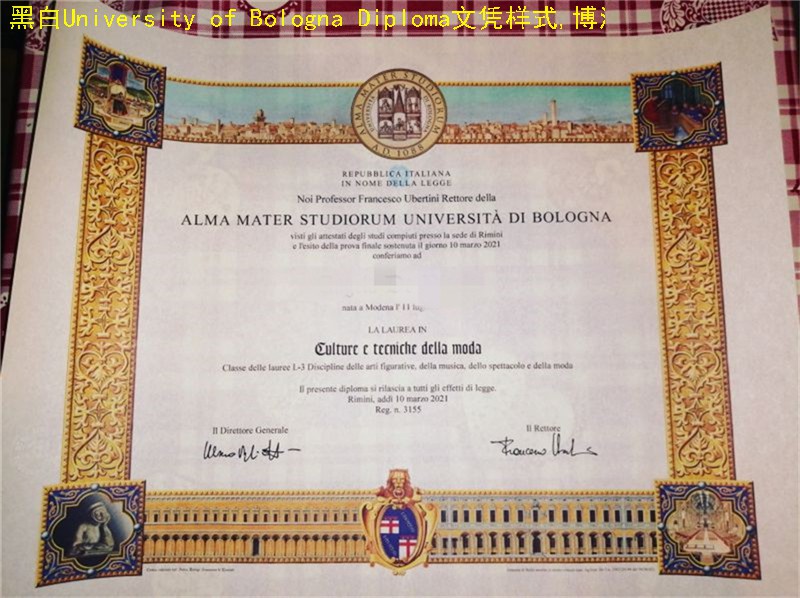 黑白University of Bologna Diploma文凭样式,博
ALMA MATER STUDIORUM
A.D. 1088
REPUBBLICA ITALIANA
IN NOME DELLA LEGGE
Noi Professor Francesco Ubertini Rettore della
ALMA MATER STUDIORUM UNIVERSITÀ DI BOLOGNA
visti gli attestati degli studi compiuti presso la sede di Rimini
e l'esito della prova finale sostenuta il giorno 10 marzo 2021
conferiamo ad
nata a Modena l' 11
LA LAUREA IN
Culture e tecniche della moda
Classe delle lauree L-3 Discipline delle arti figurative, della musica, dello spettacolo e della moda
Il presente diploma si rilascia a tutti gli effetti di legge.
Rimini, addì 10 marzo 2021
Reg. n. 3155
Il Direttore Generale
Il Rettore